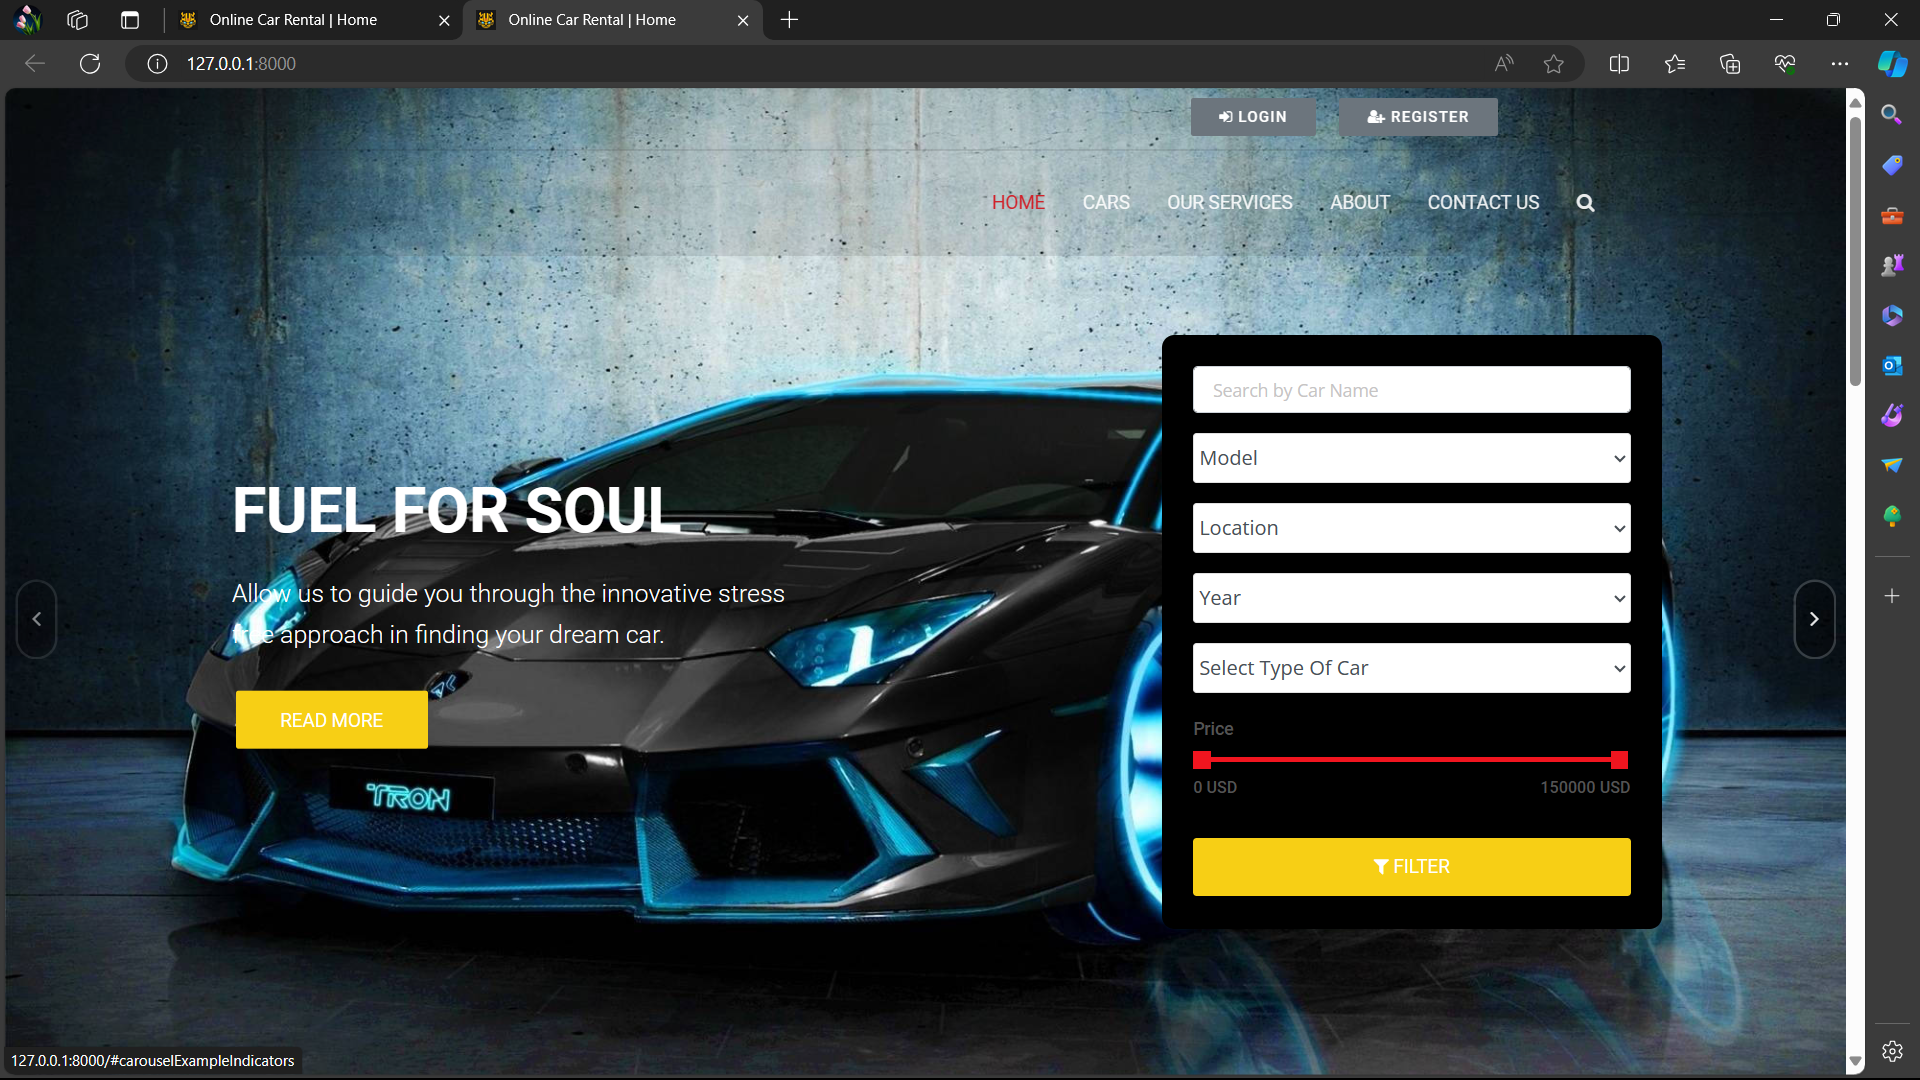 Online Car Rental | Home
Online Car Rental | Home
127.0.0.1:8000
LOGIN
REGISTER
HOME
CARS
OUR SERVICES
ABOUT
CONTACT US
FUEL FOR SOUL
Allow us to guide you through the innovative stress
free approach in finding your dream car.
READ MORE
TRON
Search by Car Name
Model
Location
Year
Select Type Of Car
Price
0 USD
150000 USD
FILTER
127.0.0.1:8000/#carouselExampleIndicators